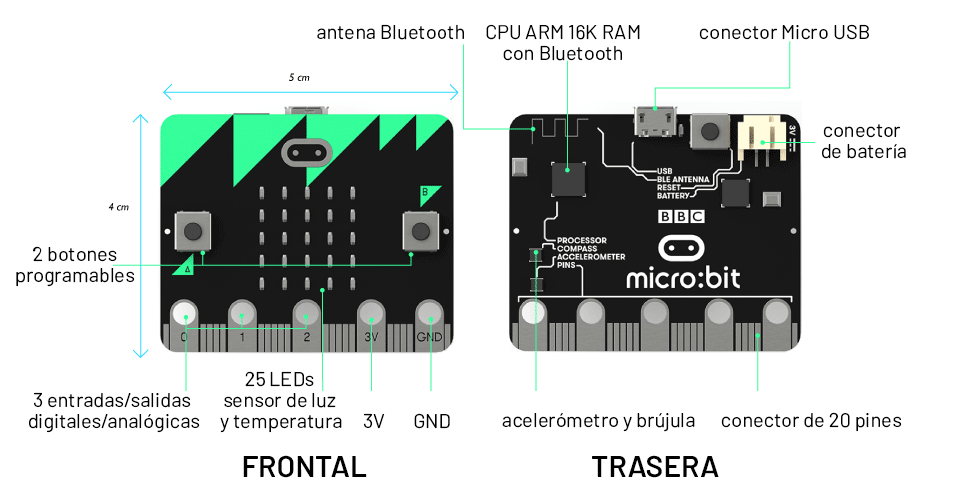 antena Bluetooth
CPU ARM 16K RAM
con Bluetooth
conector Micro USB
5 cm
4 cm
conector
de batería
2 botones
programables
B
A
0
1
2
3V
GND
3V
USB
BLE ANTENNA
RESET
BATTERY
BBC
PROCESSOR
COMPASS
ACCELEROMETER
PINS
micro:bit
3 entradas/salidas
digitales/analógicas
25 LEDs
sensor de luz
y temperatura
3V
GND
acelerómetro y brújula
conector de 20 pines
FRONTAL
TRASERA